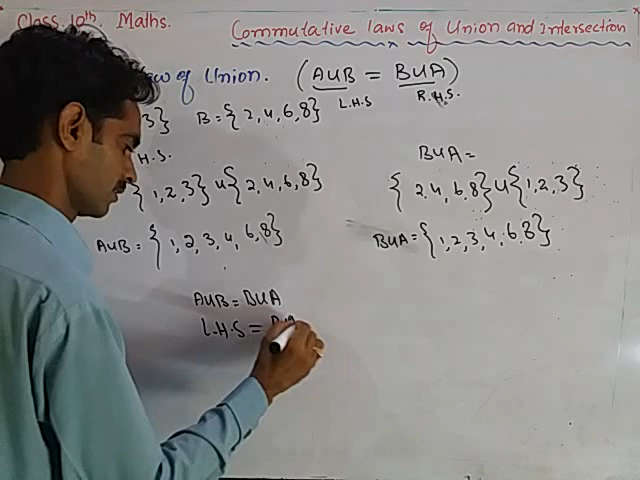 Class 10th. Maths.
Commutative laws of Union and intersection
law of Union. (AUB = BUA)
L.H.S R.H.S.
3} B = {2, 4, 6, 8}
H.S.
BUA =
{1, 2, 3} U {2, 4, 6, 8}
{2, 4, 6, 8} U {1, 2, 3}
AUB = {1, 2, 3, 4, 6, 8}
BUA = {1, 2, 3, 4, 6, 8}
AUB = BUA
L.H.S =